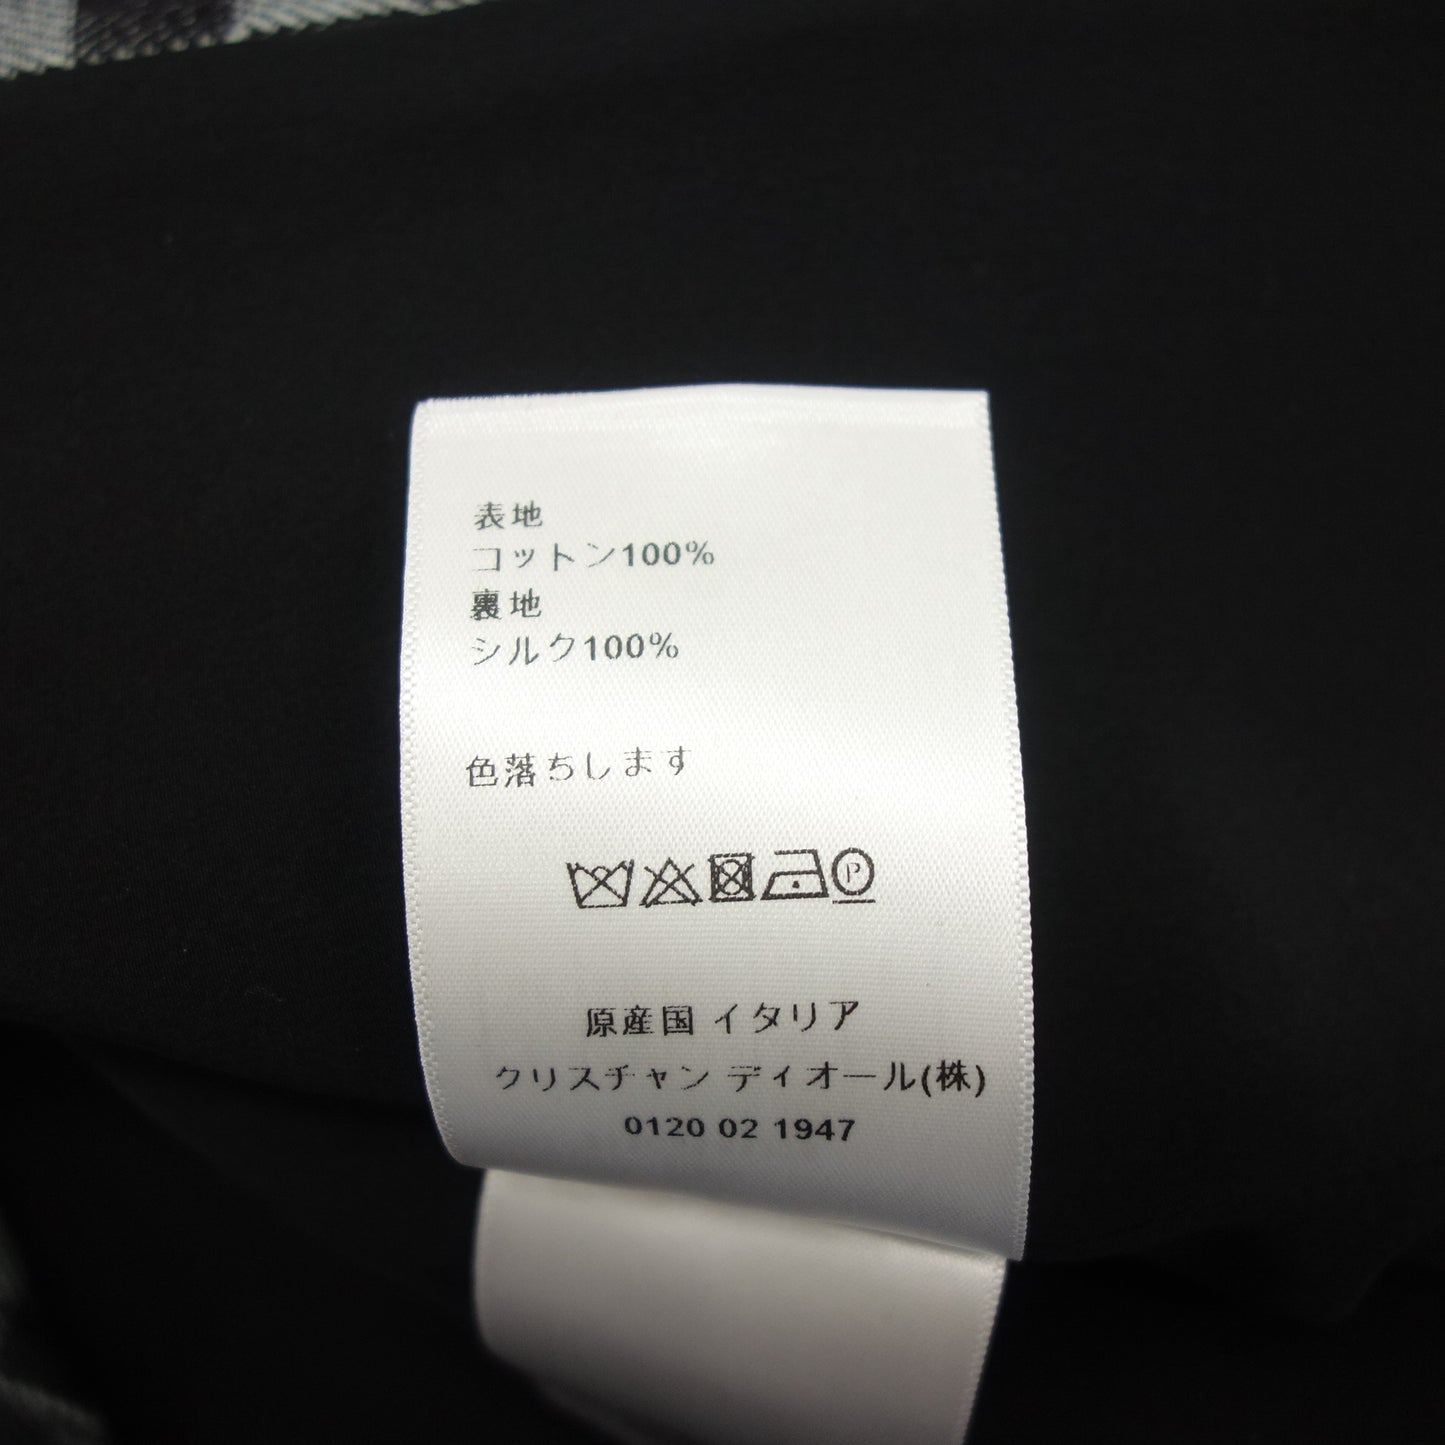 表地
コットン100%
裏地
シルク100%
色落ちします
P
原産国 イタリア
クリスチャン ディオール(株)
0120 02 1947